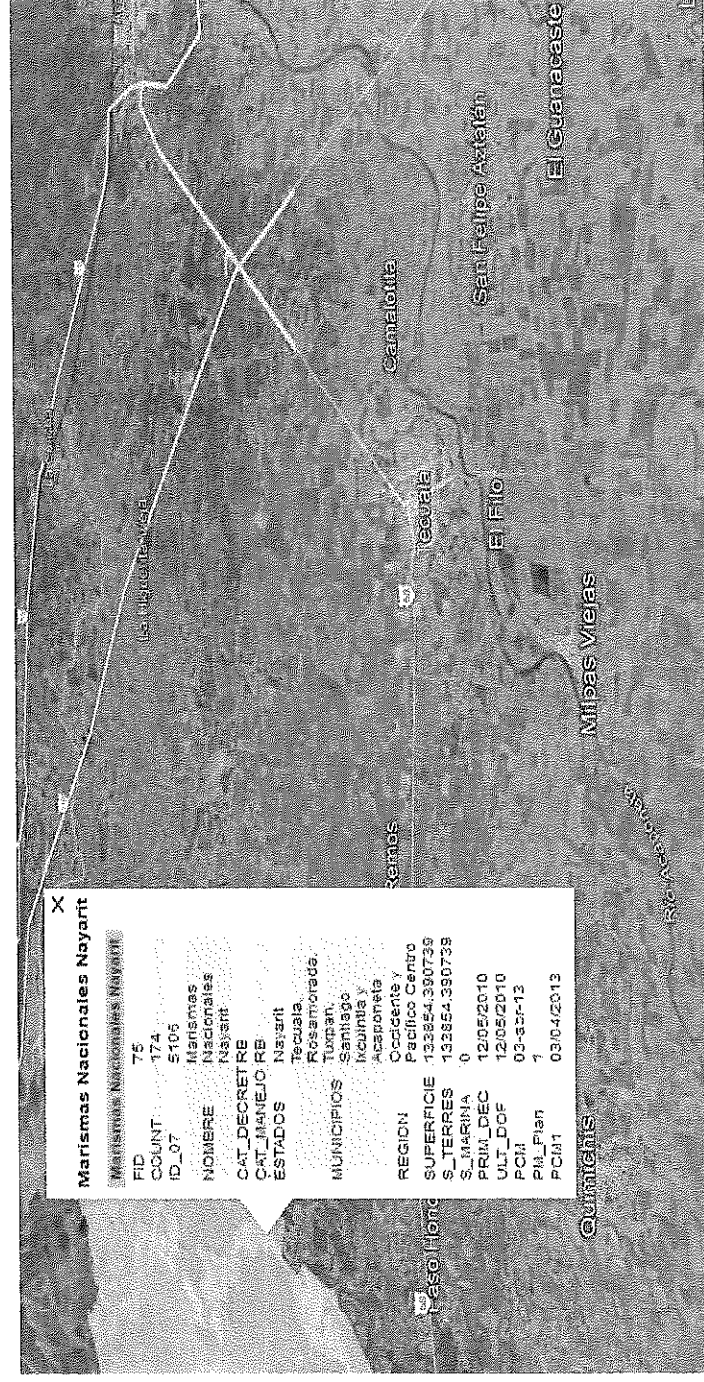 Marismas Nacionales Nayarit
X
Marismas Nacionales Nayarit
FID 75
COUNT 174
ID_07 5106
NOMBRE Marismas
Nacionales
Nayarit
CAT_DECRET RB
CAT_MANEJO RB
ESTADOS Nayarit
MUNICIPIOS Tecuala,
Rosamorada,
Tuxpan,
Santiago
Ixcuintla y
Acaponeta
REGION Occidente y
Pacífico Centro
SUPERFICIE 133854.390739
S_TERRES 133854.390739
S_MARINA 0
PRIM_DEC 12/05/2010
ULT_DOF 12/05/2010
PCM 03-abr-13
PM_Plan 1
PCM1 03/04/2013
Paso Hond
Quimichis
Remos
Milpas Viejas
El Filo
Tecuala
Camalotita
San Felipe Aztatán
El Guanacaste